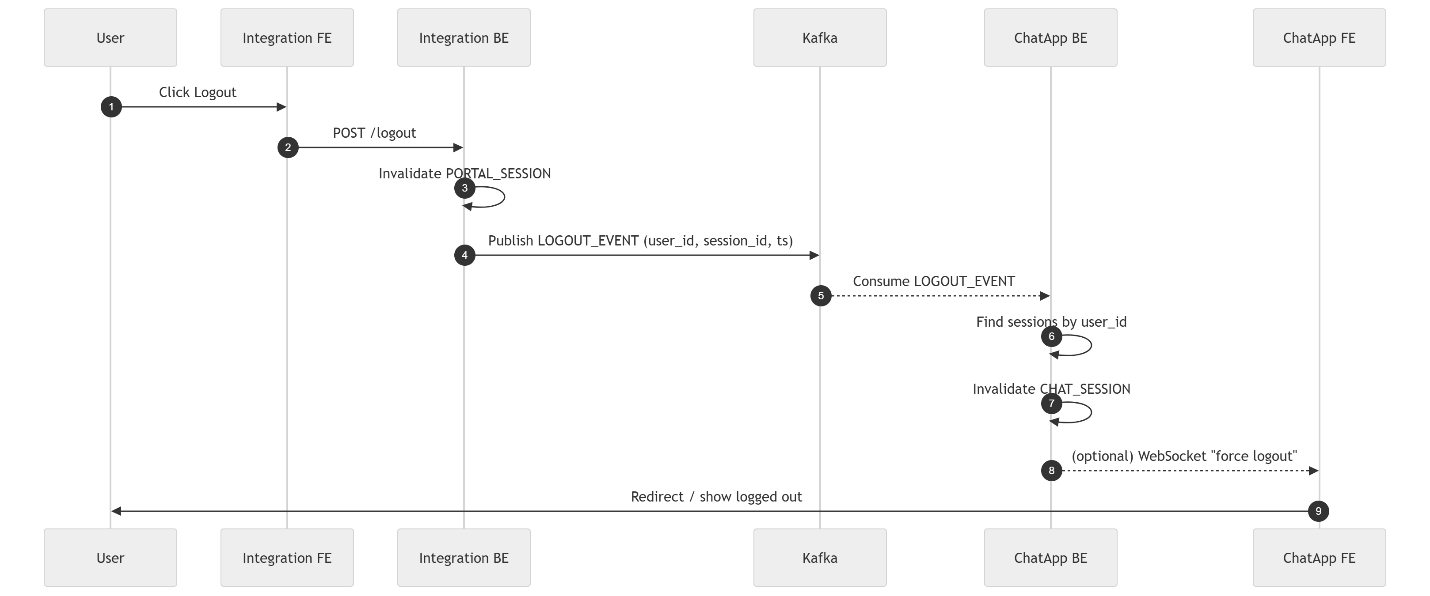 User
Integration FE
Integration BE
Kafka
ChatApp BE
ChatApp FE
Click Logout
1
POST /logout
2
Invalidate PORTAL_SESSION
3
Publish LOGOUT_EVENT (user_id, session_id, ts)
4
Consume LOGOUT_EVENT
5
Find sessions by user_id
6
Invalidate CHAT_SESSION
7
(optional) WebSocket "force logout"
8
Redirect / show logged out
9
User
Integration FE
Integration BE
Kafka
ChatApp BE
ChatApp FE